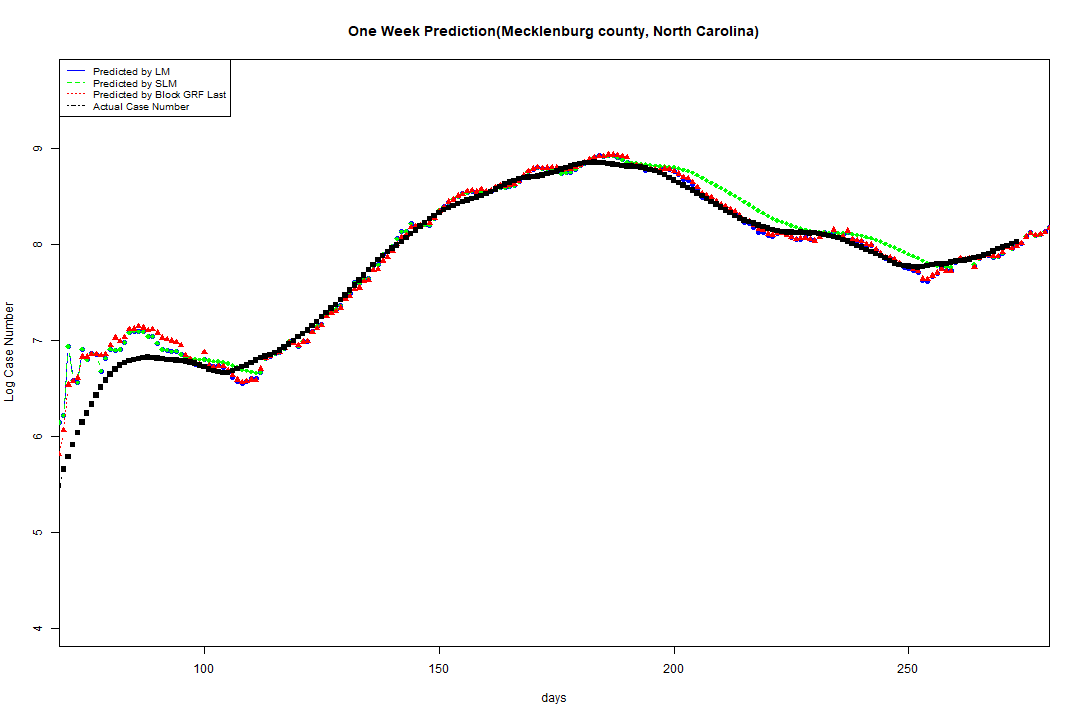 One Week Prediction(Mecklenburg county, North Carolina)
Predicted by LM
Predicted by SLM
Predicted by Block GRF Last
Actual Case Number
9
8
7
6
5
4
Log Case Number
100 150 200 250
days